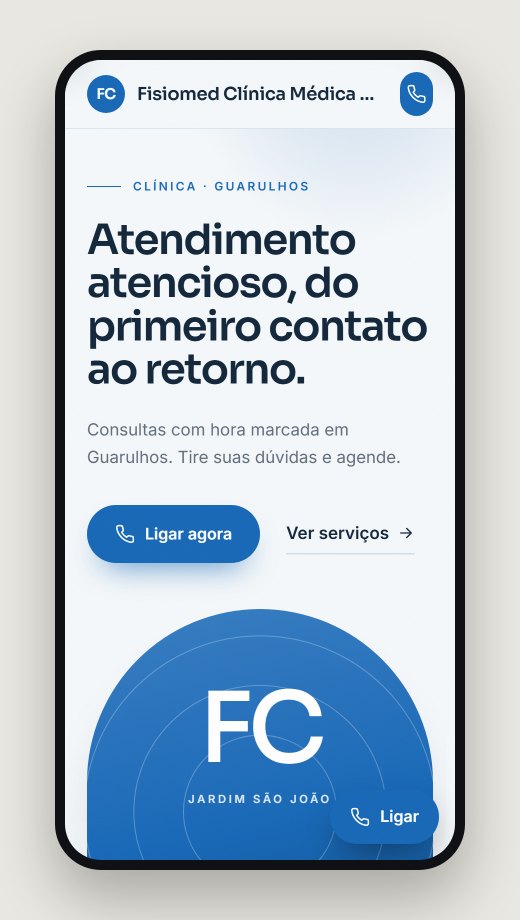 FC
Fisiomed Clínica Médica ...
CLÍNICA · GUARULHOS
Atendimento
atencioso, do
primeiro contato
ao retorno.
Consultas com hora marcada em
Guarulhos. Tire suas dúvidas e agende.
Ligar agora
Ver serviços →
FC
JARDIM SÃO JOÃO
Ligar